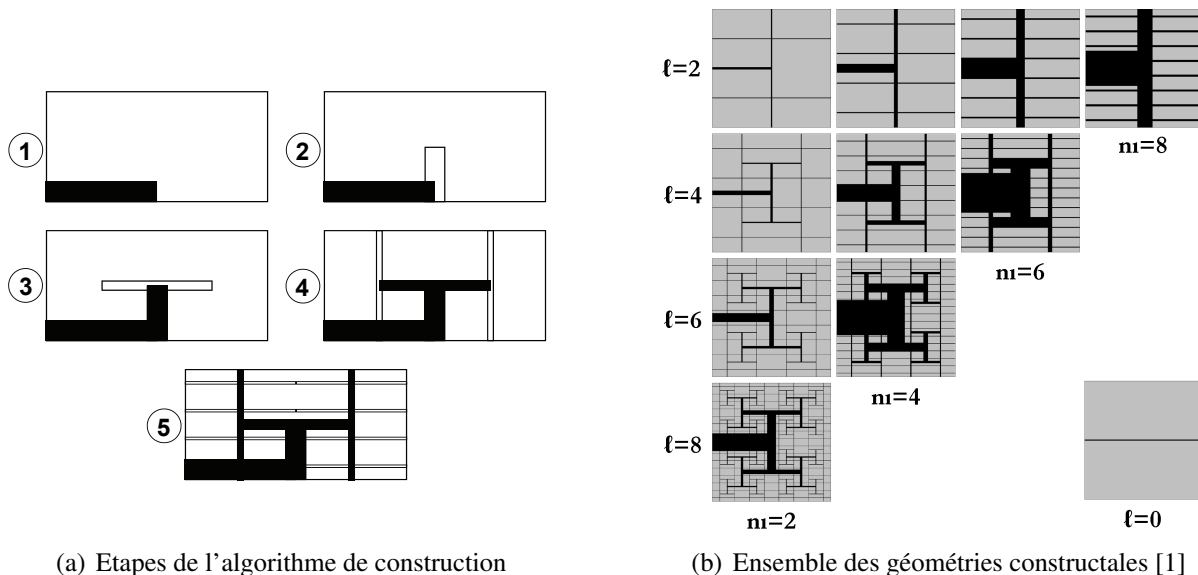 1
2
3
4
5
ℓ=2
ℓ=4
ℓ=6
ℓ=8
n1=8
n1=6
n1=4
n1=2
ℓ=0
(a) Etapes de l'algorithme de construction
(b) Ensemble des géométries constructales [1]